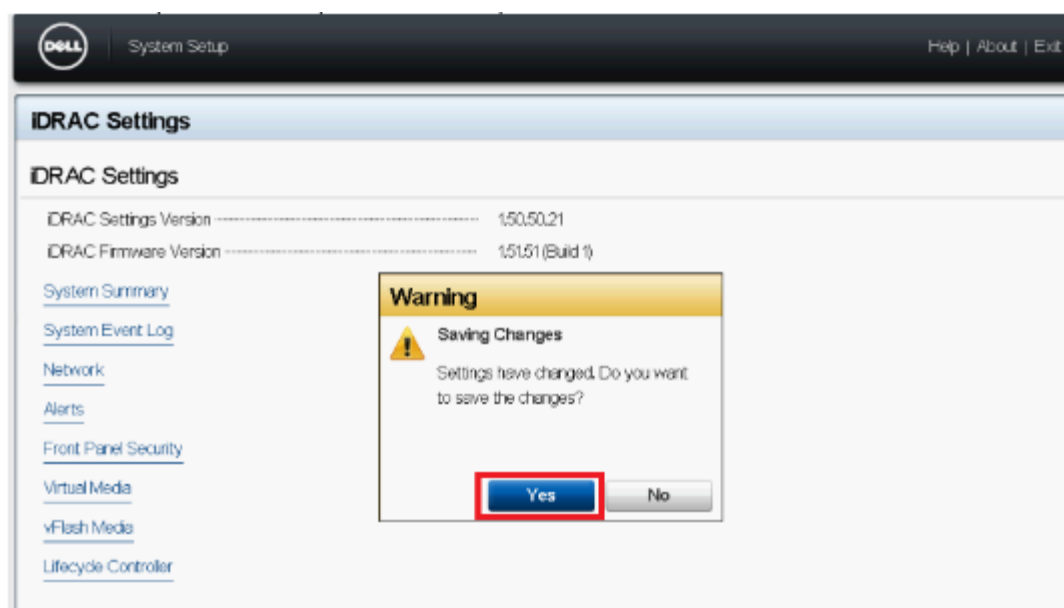 DELL
System Setup
Help | About | Exit
iDRAC Settings
iDRAC Settings
iDRAC Settings Version 1.50.50.21
iDRAC Firmware Version 1.51.51 (Build 1)
System Summary
System Event Log
Network
Alerts
Front Panel Security
Virtual Media
vFlash Media
Lifecycle Controller
Warning
Saving Changes
Settings have changed. Do you want
to save the changes?
Yes No